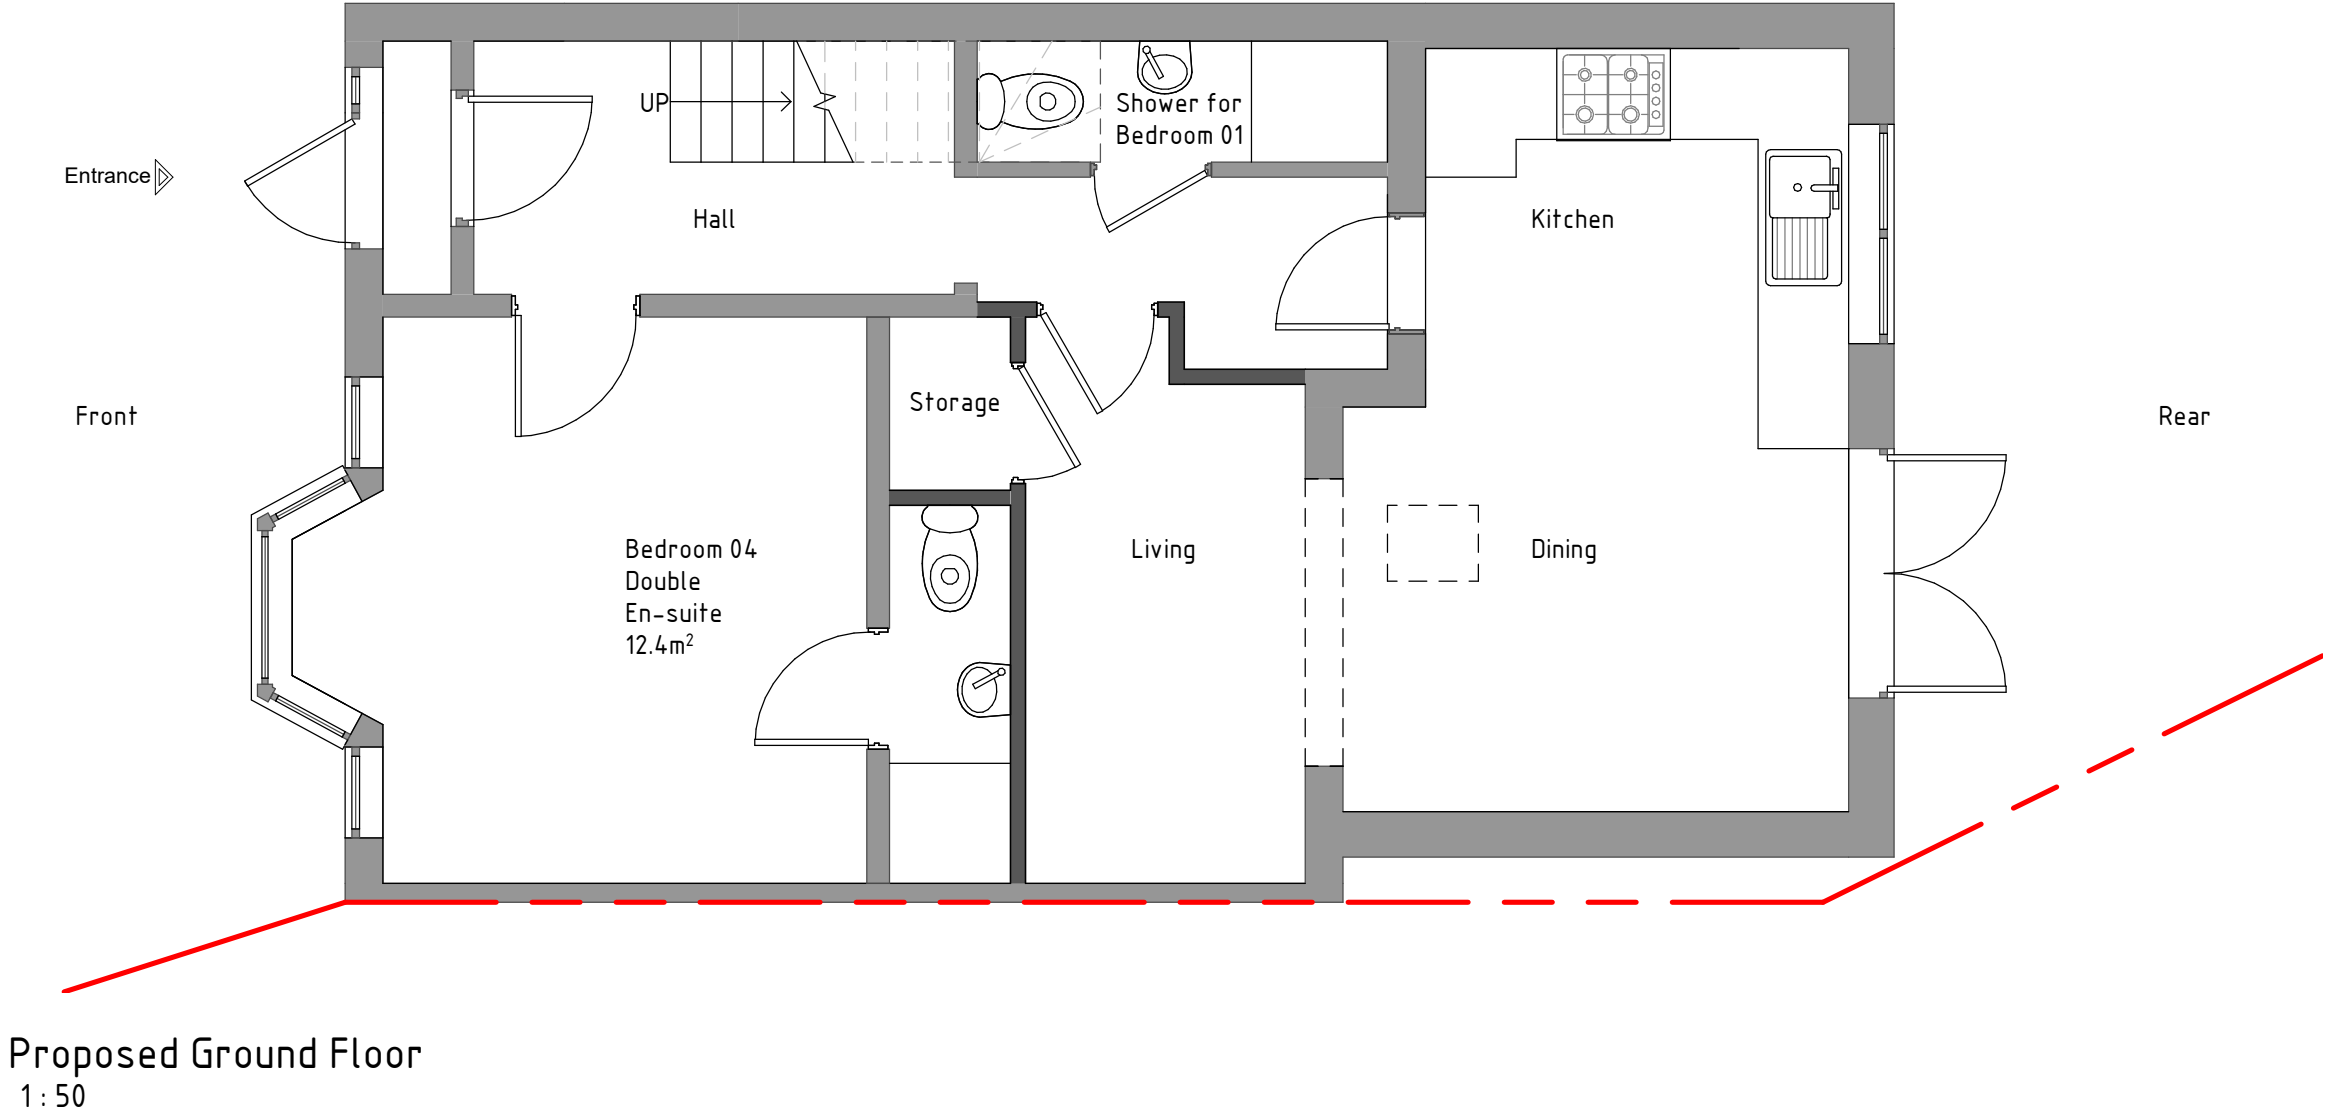 UP
Shower for
Bedroom 01
Entrance
Hall
Kitchen
Front
Storage
Rear
Bedroom 04
Double
En-suite
12.4m²
Living
Dining
Proposed Ground Floor
1 : 50